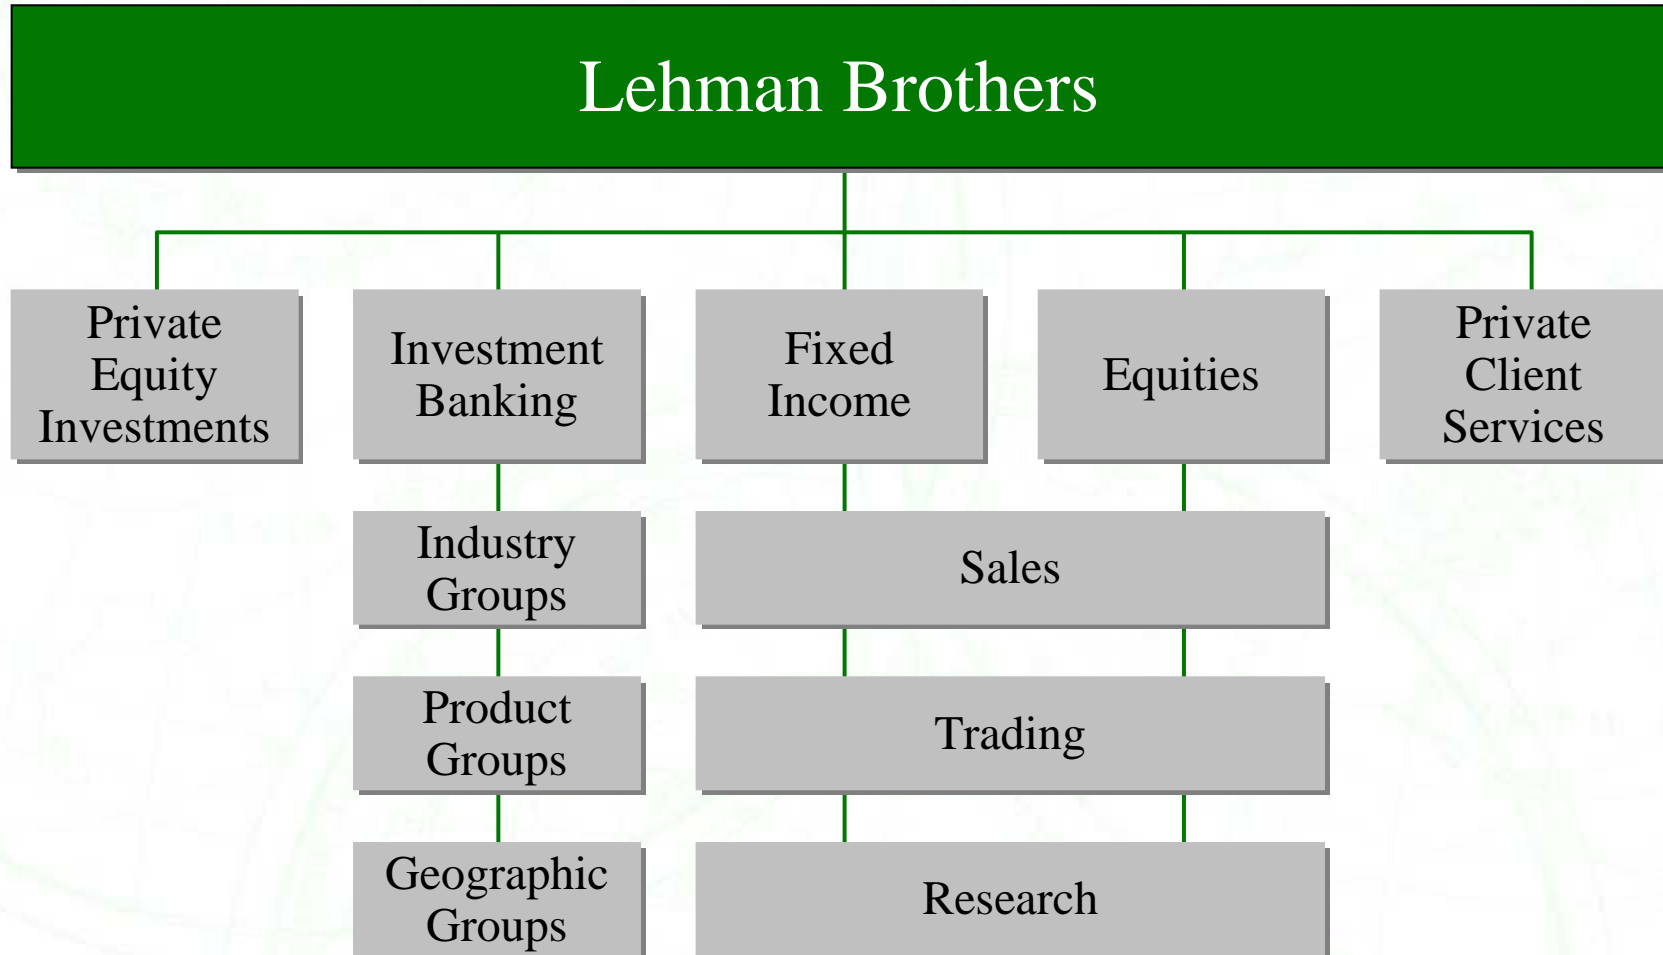 Lehman Brothers
Private
Equity
Investments
Investment
Banking
Fixed
Income
Equities
Private
Client
Services
Industry
Groups
Sales
Product
Groups
Trading
Geographic
Groups
Research